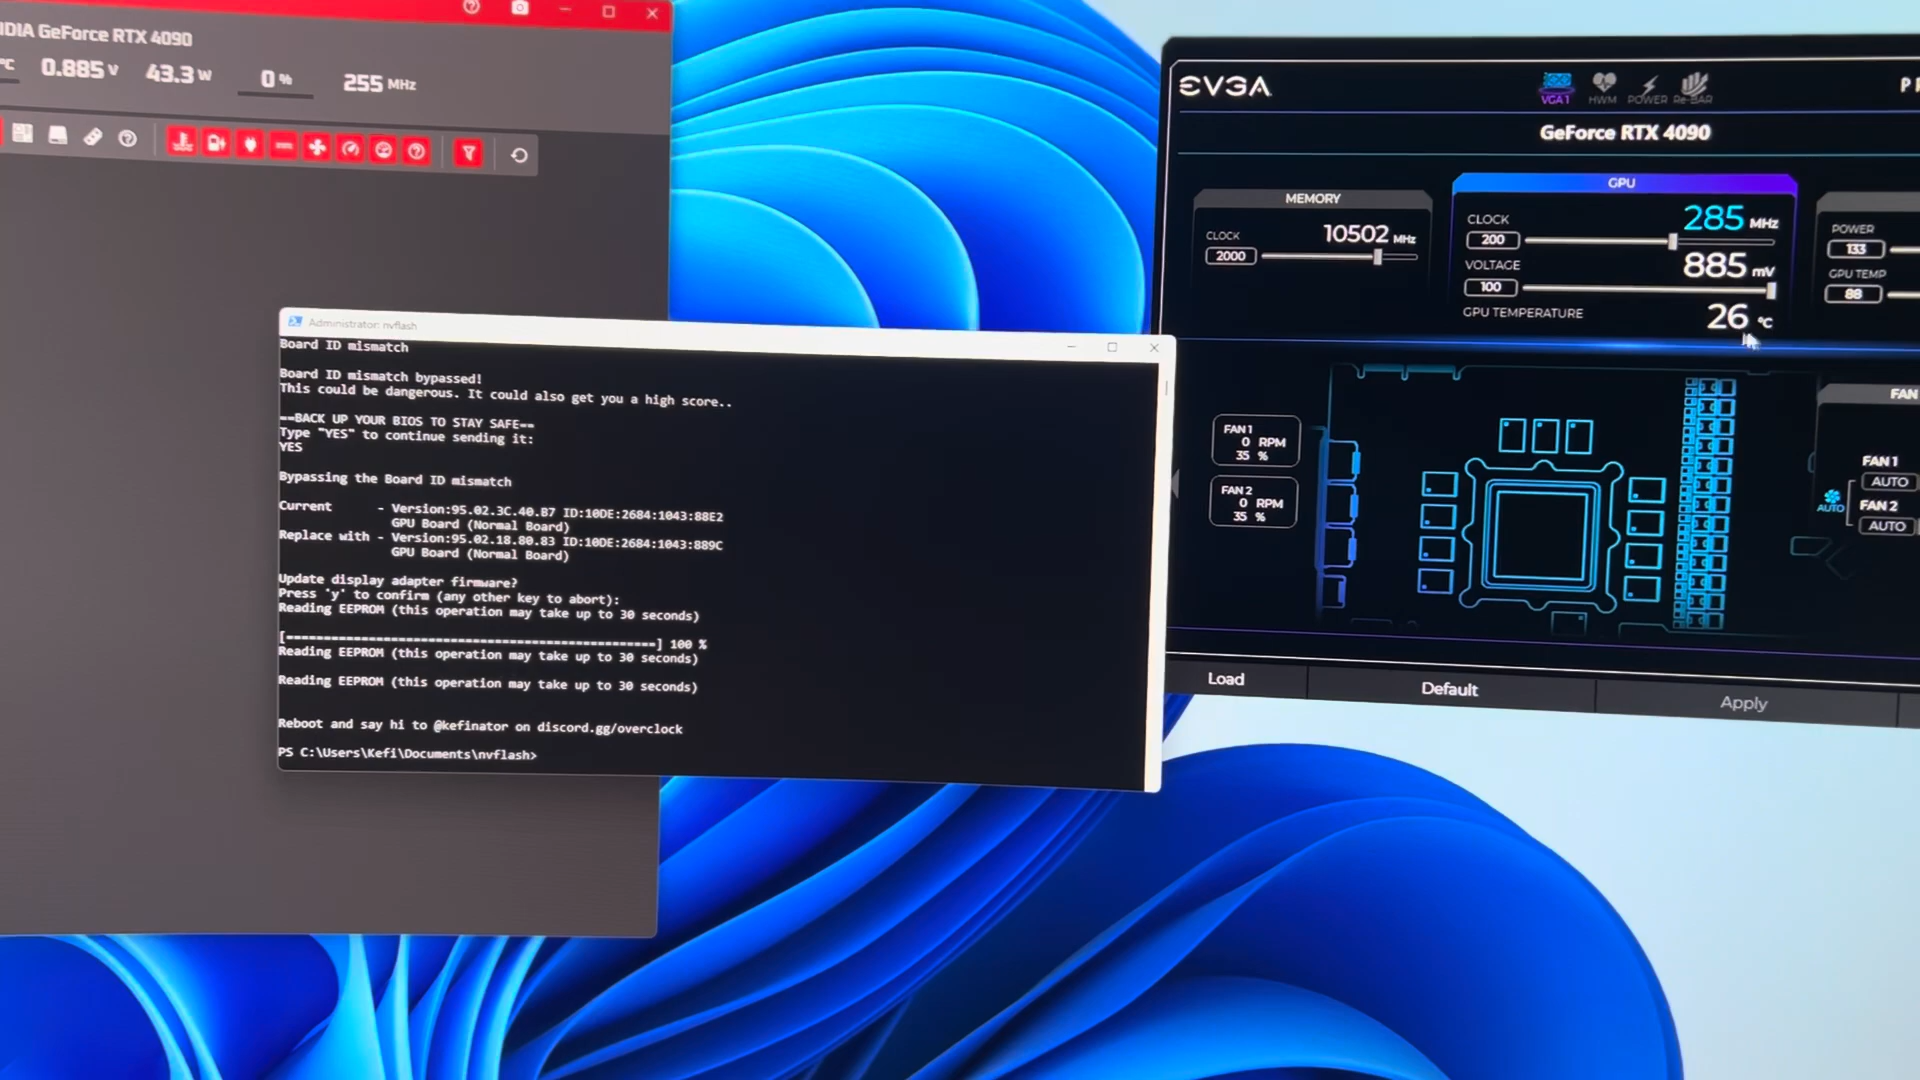 IDIA GeForce RTX 4090
°C 0.885 V 43.3 W 0 % 255 MHz
Administrator: nvflash
Board ID mismatch
Board ID mismatch bypassed!
This could be dangerous. It could also get you a high score..
==BACK UP YOUR BIOS TO STAY SAFE==
Type "YES" to continue sending it:
YES
Bypassing the Board ID mismatch
Current - Version:95.02.3C.40.B7 ID:10DE:2684:1043:88E2
GPU Board (Normal Board)
Replace with - Version:95.02.18.80.83 ID:10DE:2684:1043:889C
GPU Board (Normal Board)
Update display adapter firmware?
Press 'y' to confirm (any other key to abort):
Reading EEPROM (this operation may take up to 30 seconds)
[==================================================] 100 %
Reading EEPROM (this operation may take up to 30 seconds)
Reading EEPROM (this operation may take up to 30 seconds)
Reboot and say hi to @kefinator on discord.gg/overclock
PS C:\Users\Kefi\Documents\nvflash>
EVGA
VGA1 HWM POWER Re-BAR
GeForce RTX 4090
MEMORY
CLOCK 10502 MHz
2000
GPU
CLOCK 285 MHz
200
VOLTAGE 885 mV
100
GPU TEMPERATURE 26 °C
POWER
133
GPU TEMP
88
FAN 1
0 RPM
35 %
FAN 2
0 RPM
35 %
FAN
FAN 1
AUTO
AUTO
FAN 2
AUTO
Load Default Apply